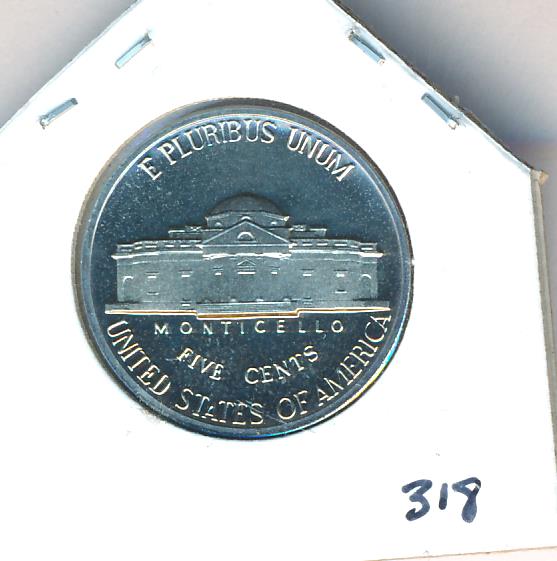 E PLURIBUS UNUM
MONTICELLO
FIVE CENTS
UNITED STATES OF AMERICA
318